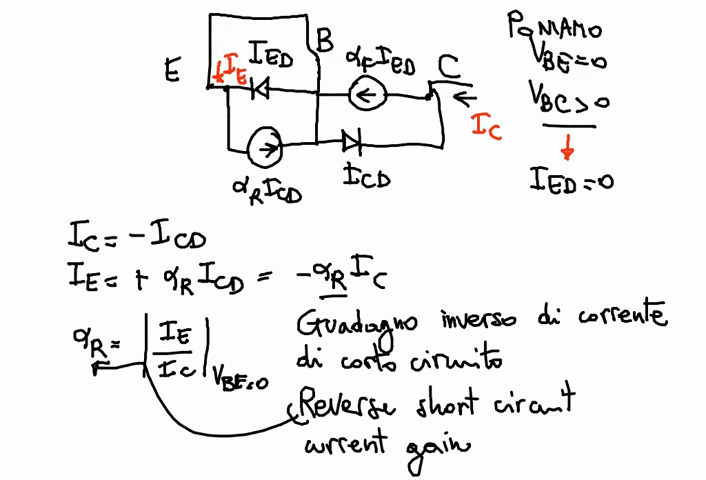 PONIAMO
V_BE=0
V_BC>0
I_ED=0
B
I_ED
α_F I_ED
C
E
I_E
I_C
α_R I_CD
I_CD
I_C = - I_CD
I_E = + α_R I_CD = - α_R I_C
α_R = | I_E / I_C | V_BE=0
Guadagno inverso di corrente
di corto circuito
Reverse short circuit
current gain